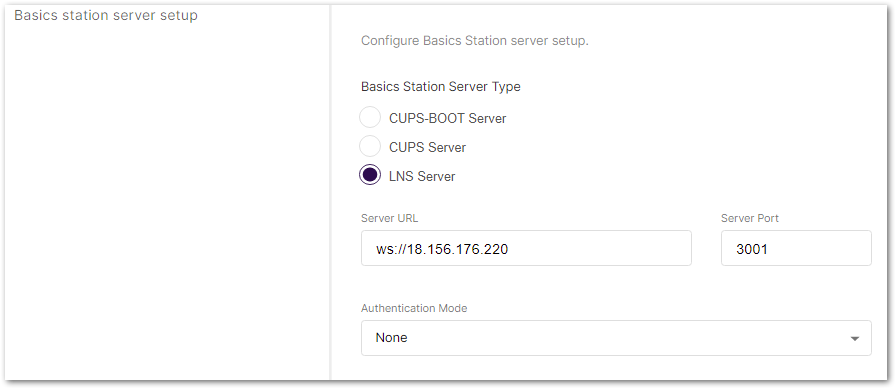 Basics station server setup
Configure Basics Station server setup.
Basics Station Server Type
CUPS-BOOT Server
CUPS Server
LNS Server
Server URL
Server Port
ws://18.156.176.220
3001
Authentication Mode
None